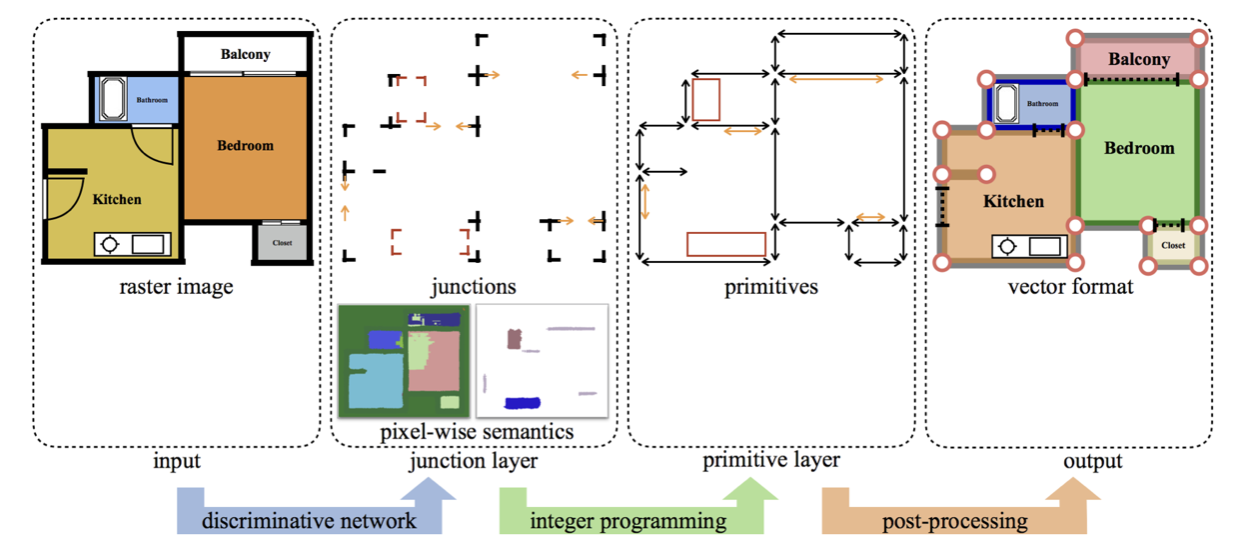 Balcony
Bathroom
Bedroom
Kitchen
Closet
raster image
junctions
pixel-wise semantics
primitives
Balcony
Bathroom
Bedroom
Kitchen
Closet
vector format
input
junction layer
primitive layer
output
discriminative network
integer programming
post-processing